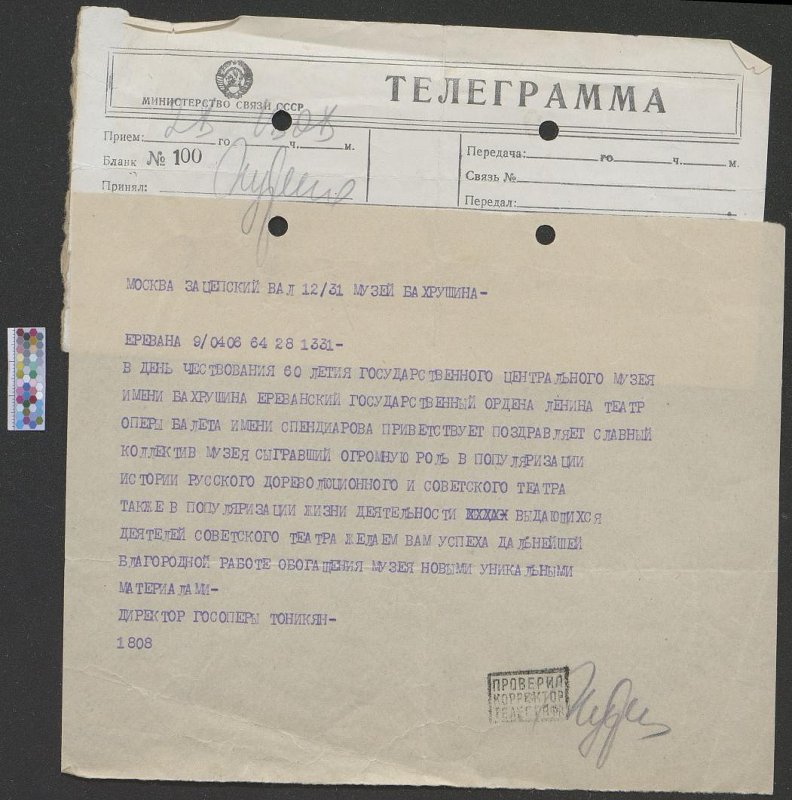 МИНИСТЕРСТВО СВЯЗИ СССР
ТЕЛЕГРАММА
Прием: го ч. м.
Бланк № 100
Принял:
Передача: го ч. м.
Связь №
Передал:
МОСКВА ЗАЦЕПСКИЙ ВАЛ 12/31 МУЗЕЙ БАХРУШИНА-
ЕРЕВАНА 9/0406 64 28 1331-
В ДЕНЬ ЧЕСТВОВАНИЯ 60 ЛЕТИЯ ГОСУДАРСТВЕННОГО ЦЕНТРАЛЬНОГО МУЗЕЯ
ИМЕНИ БАХРУШИНА ЕРЕВАНСКИЙ ГОСУДАРСТВЕННЫЙ ОРДЕНА ЛЕНИНА ТЕАТР
ОПЕРЫ БАЛЕТА ИМЕНИ СПЕНДИАРОВА ПРИВЕТСТВУЕТ ПОЗДРАВЛЯЕТ СЛАВНЫЙ
КОЛЛЕКТИВ МУЗЕЯ СЫГРАВШИЙ ОГРОМНУЮ РОЛЬ В ПОПУЛЯРИЗАЦИИ
ИСТОРИИ РУССКОГО ДОРЕВОЛЮЦИОННОГО И СОВЕТСКОГО ТЕАТРА
ТАКЖЕ В ПОПУЛЯРИЗАЦИИ ЖИЗНИ ДЕЯТЕЛЬНОСТИ ВЫДАЮЩИХСЯ
ДЕЯТЕЛЕЙ СОВЕТСКОГО ТЕАТРА ЖЕЛАЕМ ВАМ УСПЕХА ДАЛЬНЕЙШЕЙ
БЛАГОРОДНОЙ РАБОТЕ ОБОГАЩЕНИЯ МУЗЕЯ НОВЫМИ УНИКАЛЬНЫМИ
МАТЕРИАЛАМИ-
ДИРЕКТОР ГОСОПЕРЫ ТОНИКЯН-
1808
ПРОВЕРИЛ
КОРРЕКТОР
ТЕЛЕГРАФА